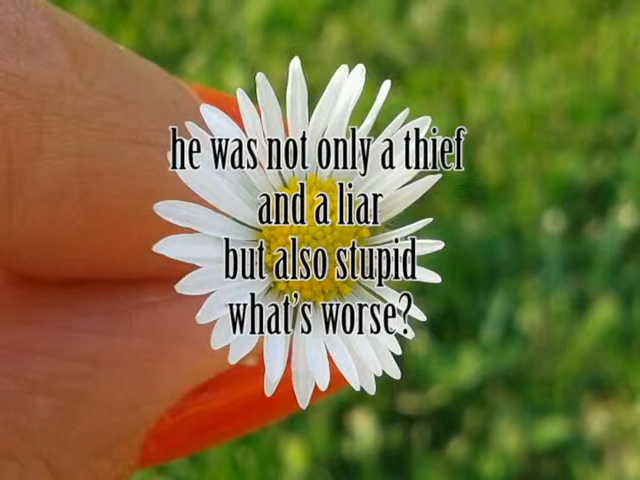 he was not only a thief
and a liar
but also stupid
what's worse?